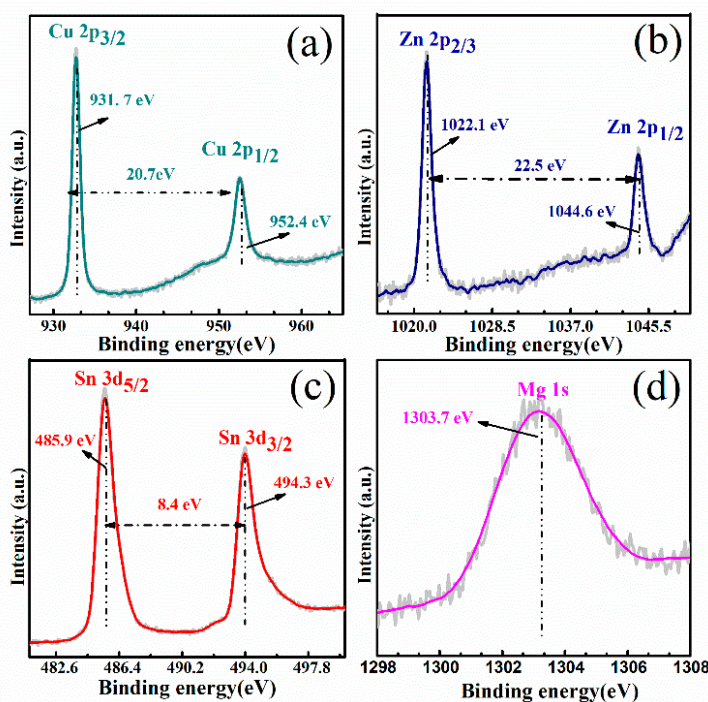 (a)
Cu 2p3/2
931. 7 eV
Cu 2p1/2
20.7eV
952.4 eV
Intensity (a.u.)
930 940 950 960
Binding energy(eV)
(b)
Zn 2p2/3
Zn 2p1/2
1022.1 eV
22.5 eV
1044.6 eV
Intensity (a.u.)
1020.0 1028.5 1037.0 1045.5
Binding energy(eV)
(c)
Sn 3d5/2
Sn 3d3/2
485.9 eV
494.3 eV
8.4 eV
Intensity (a.u.)
482.6 486.4 490.2 494.0 497.8
Binding energy(eV)
(d)
Mg 1s
1303.7 eV
Intensity (a.u.)
1298 1300 1302 1304 1306 1308
Binding energy(eV)